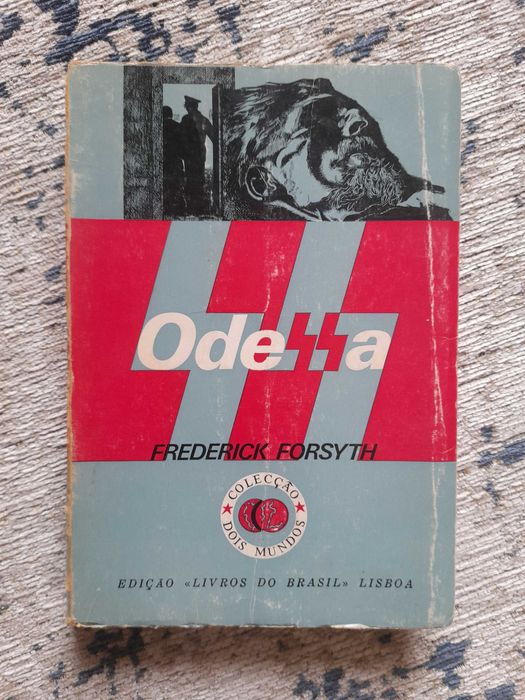 Odessa
FREDERICK FORSYTH
COLECÇÃO
DOIS MUNDOS
EDIÇÃO «LIVROS DO BRASIL» LISBOA